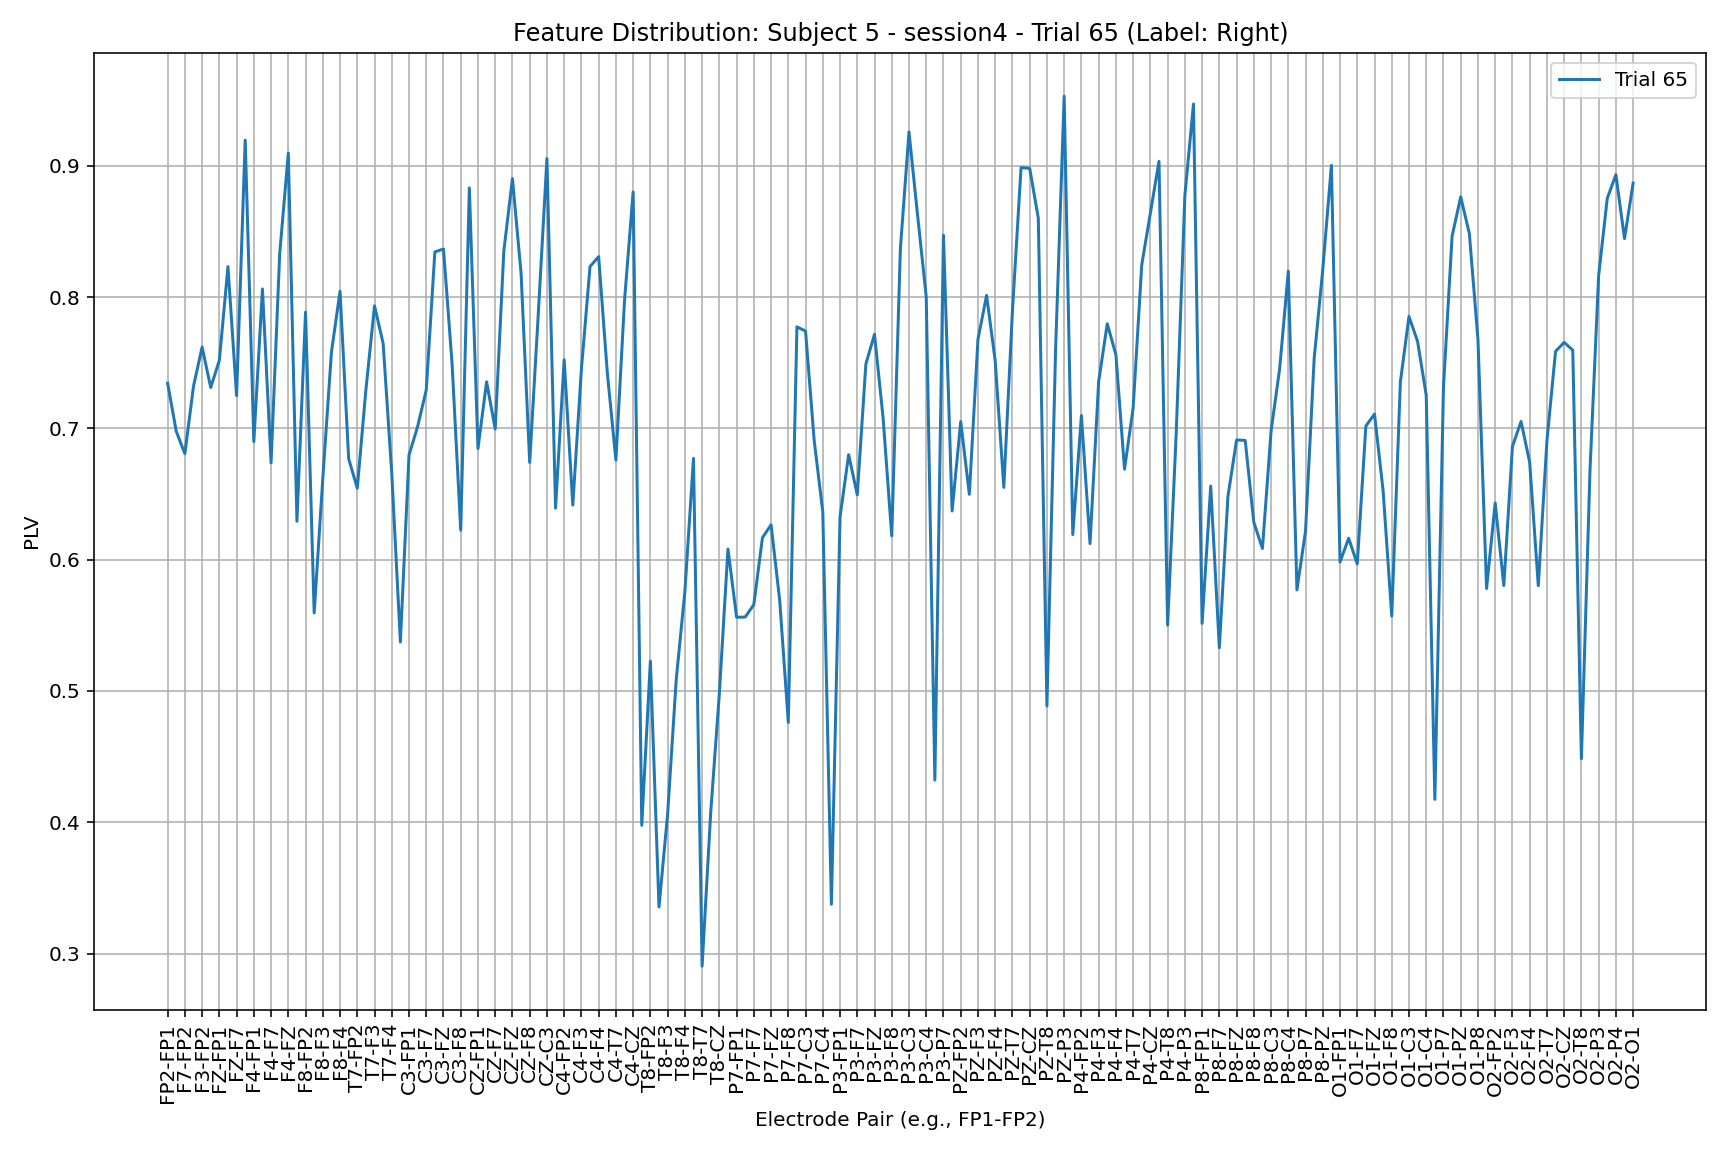 Feature Distribution: Subject 5 - session4 - Trial 65 (Label: Right)
Trial 65
PLV
0.9
0.8
0.7
0.6
0.5
0.4
0.3
FP2-FP1
F7-FP2
F3-FP2
FZ-FP1
FZ-F7
F4-FP1
F4-F7
F4-FZ
F8-FP2
F8-F3
F8-F4
T7-FP2
T7-F3
T7-F4
C3-FP1
C3-F7
C3-FZ
C3-F8
CZ-FP1
CZ-F7
CZ-FZ
CZ-F8
CZ-C3
C4-FP2
C4-F3
C4-F4
C4-T7
C4-CZ
T8-FP2
T8-F3
T8-F4
T8-T7
T8-CZ
P7-FP1
P7-F7
P7-FZ
P7-F8
P7-C3
P7-C4
P3-FP1
P3-F7
P3-FZ
P3-F8
P3-C3
P3-C4
P3-P7
PZ-FP2
PZ-F3
PZ-F4
PZ-T7
PZ-CZ
PZ-T8
PZ-P3
P4-FP2
P4-F3
P4-F4
P4-T7
P4-CZ
P4-T8
P4-P3
P8-FP1
P8-F7
P8-FZ
P8-F8
P8-C3
P8-C4
P8-P7
P8-PZ
O1-FP1
O1-F7
O1-FZ
O1-F8
O1-C3
O1-C4
O1-P7
O1-PZ
O1-P8
O2-FP2
O2-F3
O2-F4
O2-T7
O2-CZ
O2-T8
O2-P3
O2-P4
O2-O1
Electrode Pair (e.g., FP1-FP2)